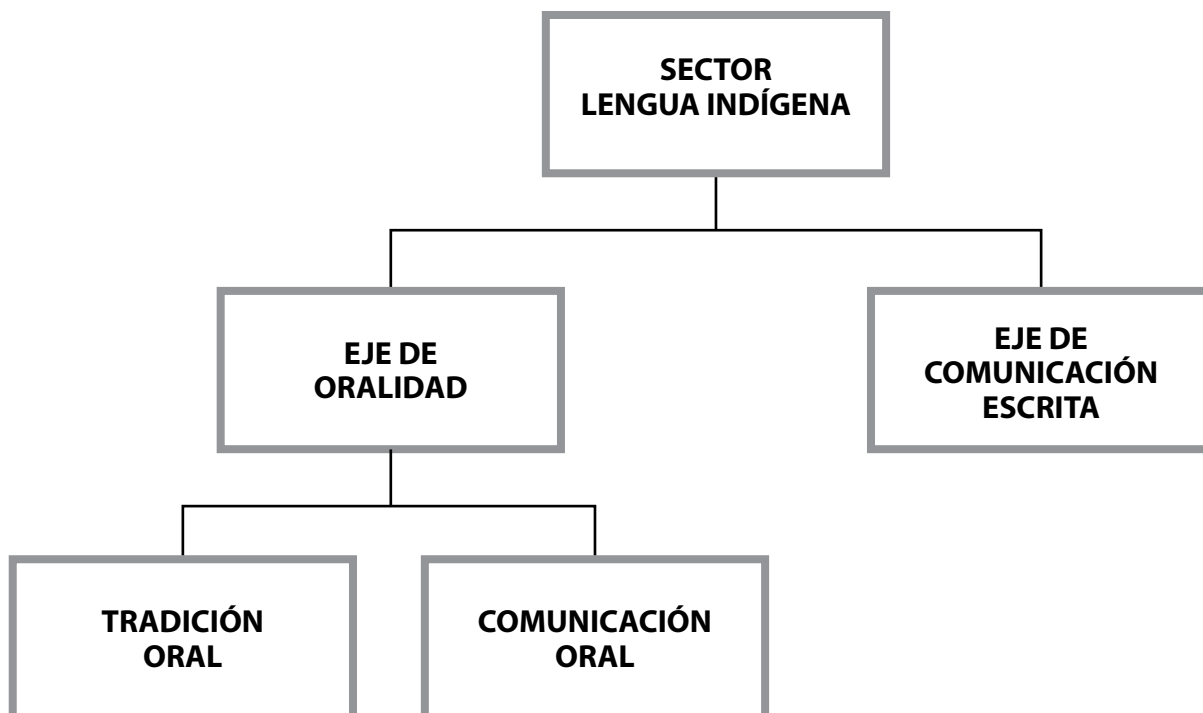 SECTOR
LENGUA INDÍGENA
EJE DE
ORALIDAD
EJE DE
COMUNICACIÓN
ESCRITA
TRADICIÓN
ORAL
COMUNICACIÓN
ORAL